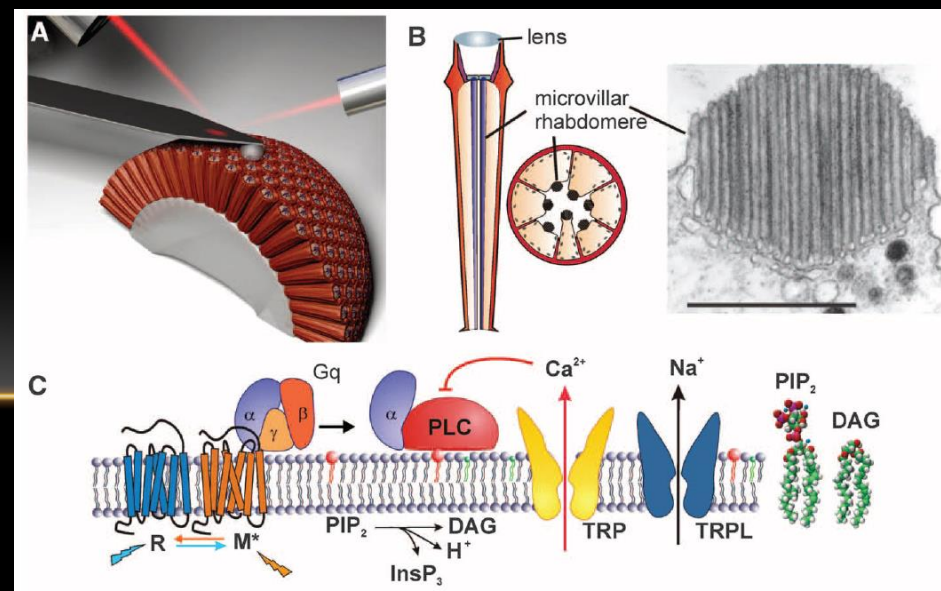 A
B
lens
microvillar
rhabdomere
C
Gq
α
β
γ
α
PLC
Ca²⁺
Na⁺
PIP₂
DAG
R
M*
PIP₂
DAG
H⁺
InsP₃
TRP
TRPL